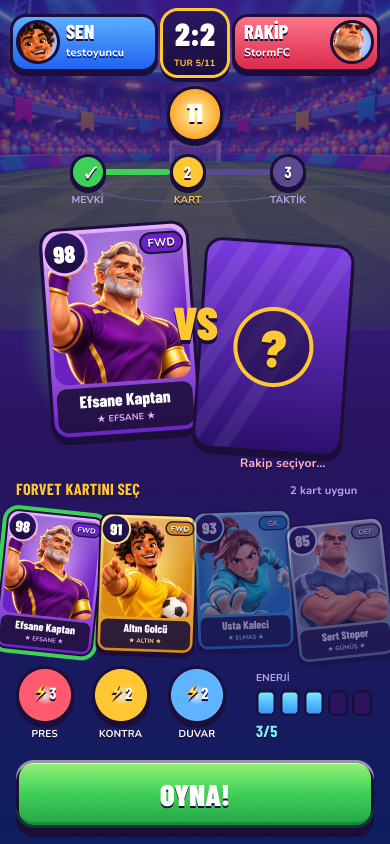 SEN
testoyuncu
2:2
TUR 5/11
RAKİP
StormFC
11
✓
2
3
MEVKİ
KART
TAKTİK
98
FWD
Efsane Kaptan
★ EFSANE ★
VS
?
Rakip seçiyor...
FORVET KARTINI SEÇ
2 kart uygun
98
FWD
Efsane Kaptan
★ EFSANE ★
91
FWD
Altın Golcü
★ ALTIN ★
93
GK
Usta Kaleci
★ ELMAS ★
85
DEF
Sert Stoper
★ GÜMÜŞ ★
⚡3
PRES
⚡2
KONTRA
⚡2
DUVAR
ENERJİ
3/5
OYNA!